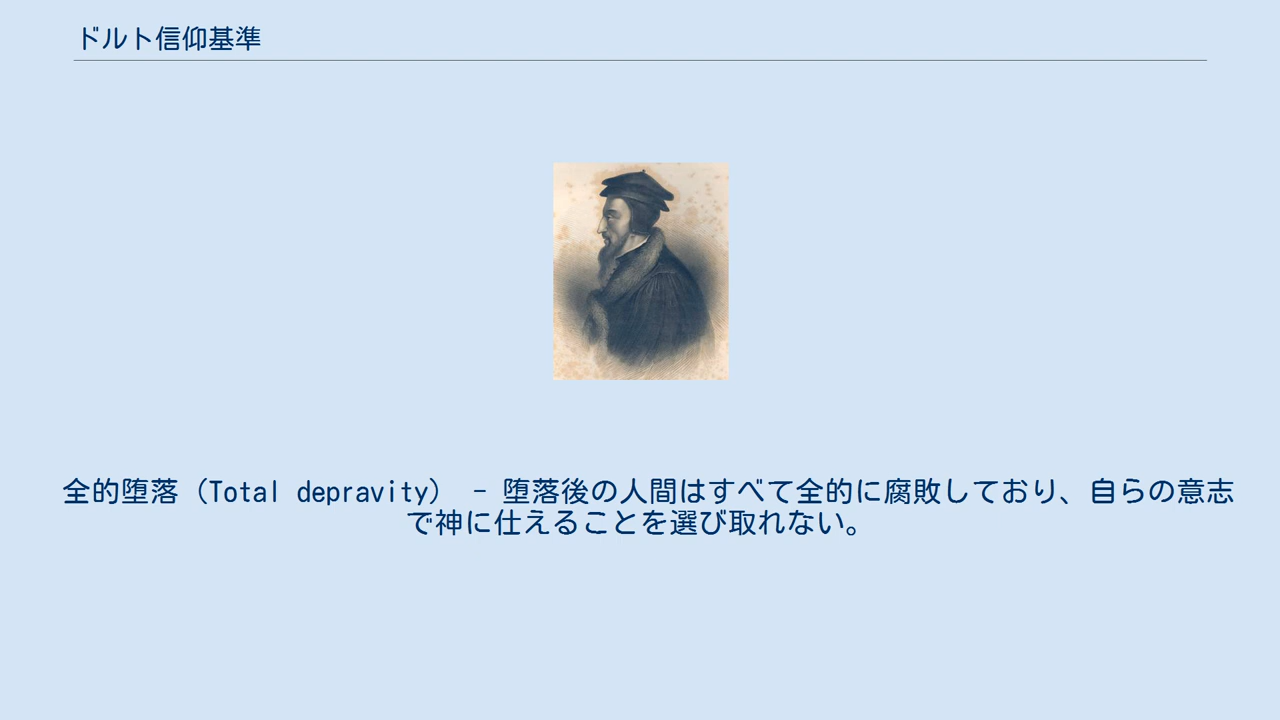 ドルト信仰基準
全的堕落（Total depravity） - 堕落後の人間はすべて全的に腐敗しており、自らの意志
で神に仕えることを選び取れない。